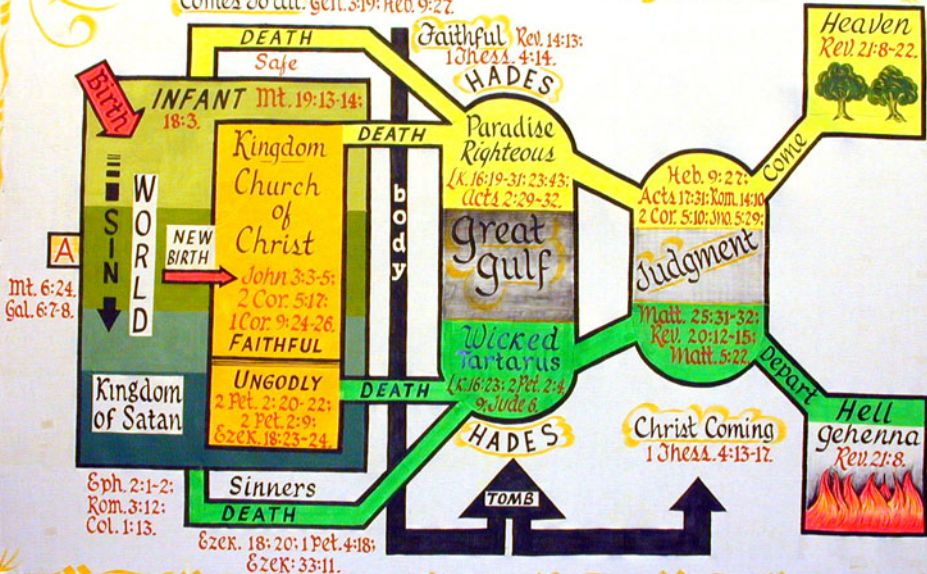 Comes To All. Gen. 3:19; Heb. 9:27.
DEATH
Safe
Faithful Rev. 14:13;
1 Thess. 4:14.
HADES
Heaven
Rev. 21:8-22.
Birth
INFANT Mt. 19:13-14;
18:3.
SIN
WORLD
A
Mt. 6:24.
Gal. 6:7-8.
NEW
BIRTH
Kingdom
Church
of
Christ
John 3:3-5;
2 Cor. 5:17;
1 Cor. 9:24-26.
FAITHFUL
UNGODLY
2 Pet. 2:20-22;
2 Pet. 2:9;
Ezek. 18:23-24.
Kingdom
of Satan
Eph. 2:1-2;
Rom. 3:12;
Col. 1:13.
DEATH
body
DEATH
Sinners
DEATH
Ezek. 18:20; 1 Pet. 4:18;
Ezek: 33:11.
Paradise
Righteous
Lk. 16:19-31; 23:43;
Acts 2:29-32.
Great
gulf
Wicked
Tartarus
Lk. 16:23; 2 Pet. 2:4,
9; Jude 6.
HADES
TOMB
Heb. 9:27;
Acts 17:31; Rom. 14:10
2 Cor. 5:10; Jno. 5:29;
Judgment
Matt. 25:31-32;
Rev. 20:12-15;
Matt. 5:22.
Come
Depart
Christ Coming
1 Thess. 4:13-17.
Hell
Gehenna
Rev. 21:8.